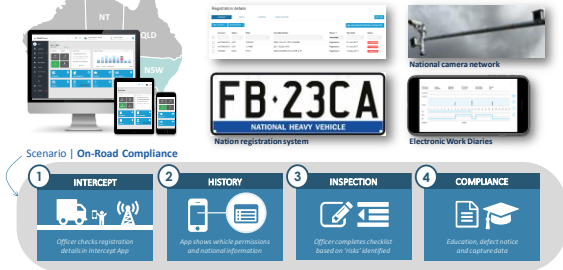 NT
QLD
NSW
Registration details
National camera network
FB·23CA
NATIONAL HEAVY VEHICLE
Nation registration system
Electronic Work Diaries
Scenario | On-Road Compliance
1
INTERCEPT
Officer checks registration
details in Intercept App
2
HISTORY
App shows vehicle permissions
and national information
3
INSPECTION
Officer completes checklist
based on 'risks' identified
4
COMPLIANCE
Education, defect notice
and capture data